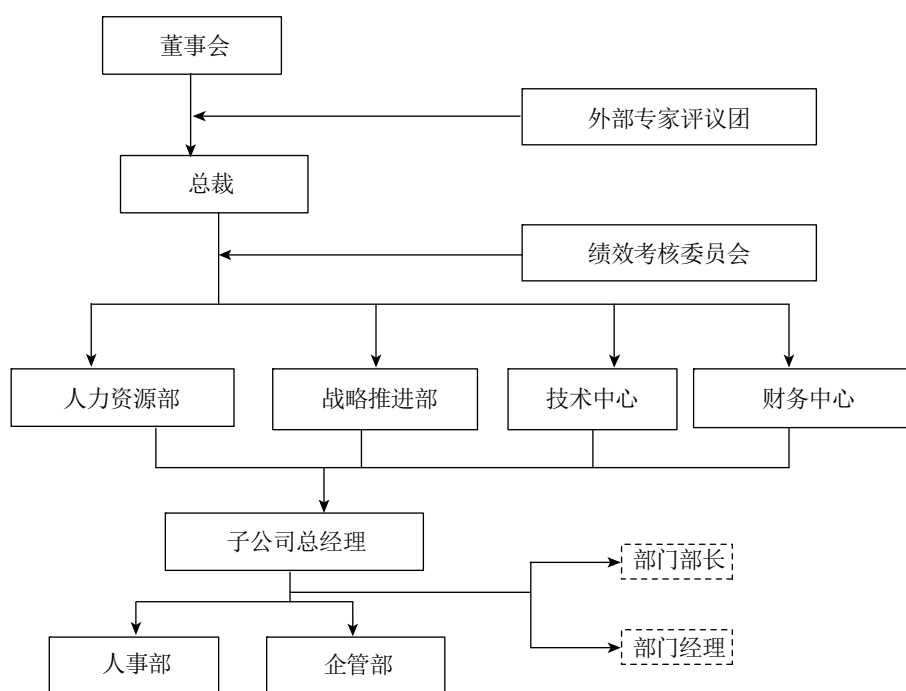 董事会
外部专家评议团
总裁
绩效考核委员会
人力资源部
战略推进部
技术中心
财务中心
子公司总经理
部门部长
人事部
企管部
部门经理